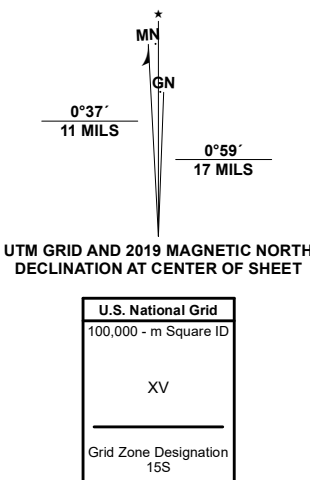 ★
MN
GN
0°37´
11 MILS
0°59´
17 MILS
UTM GRID AND 2019 MAGNETIC NORTH
DECLINATION AT CENTER OF SHEET
U.S. National Grid
100,000 - m Square ID
XV
Grid Zone Designation
15S